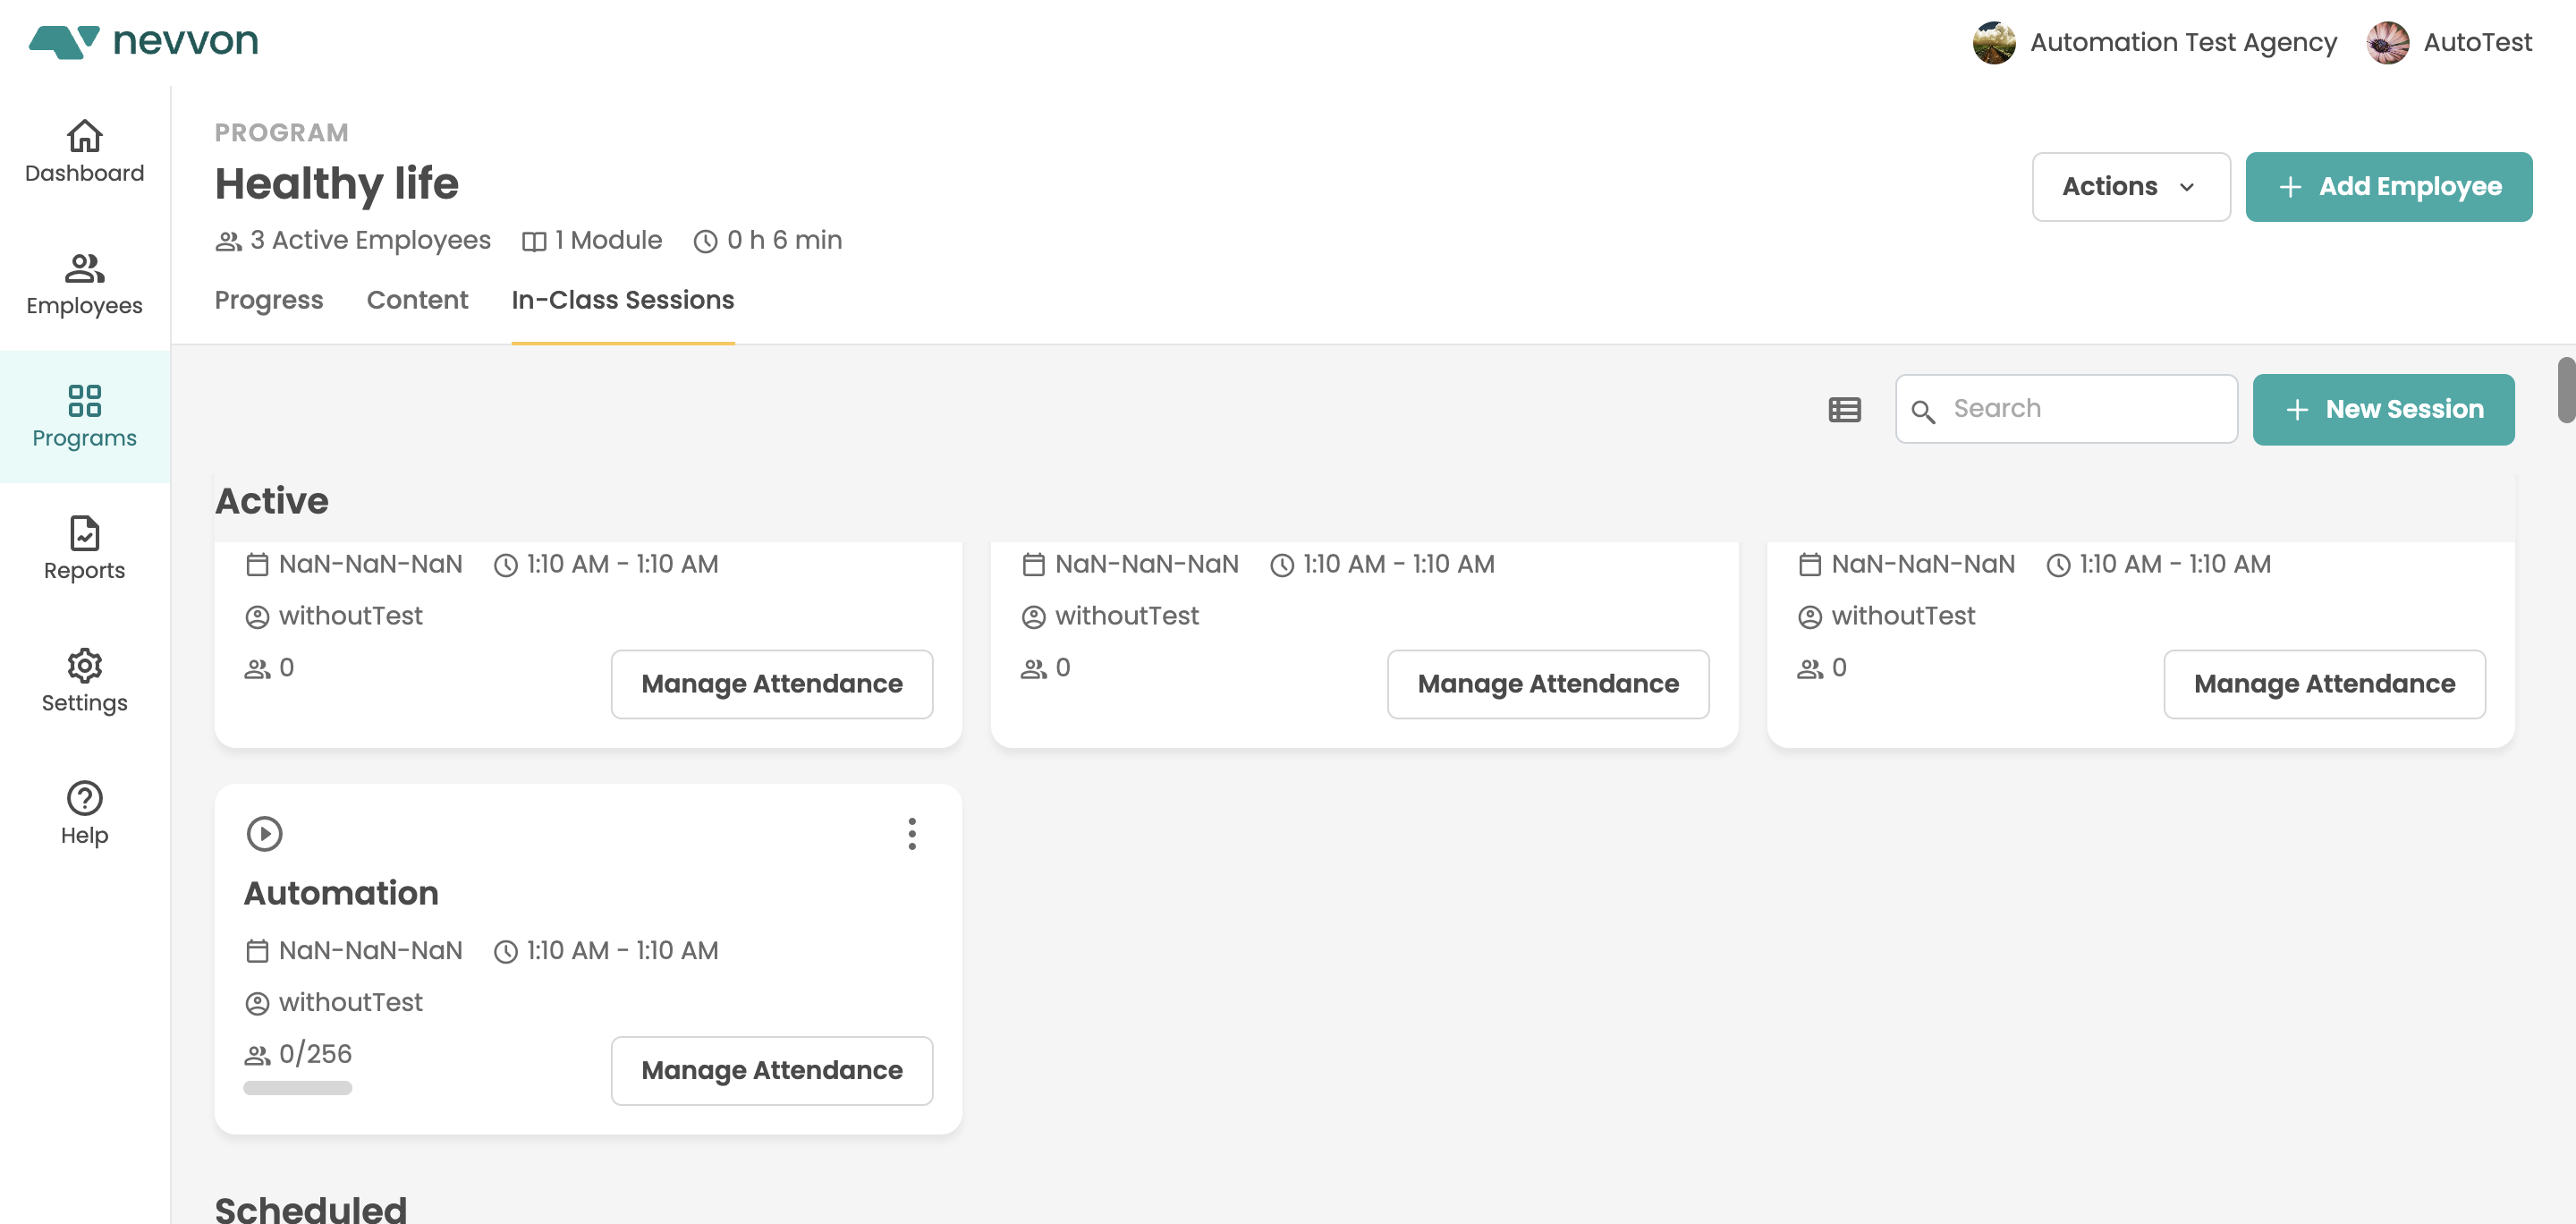 nevvon
Automation Test Agency
AutoTest
Dashboard
Employees
Programs
Reports
Settings
Help
PROGRAM
Healthy life
3 Active Employees 1 Module 0 h 6 min
Actions
Add Employee
Progress Content In-Class Sessions
Search
New Session
Active
NaN-NaN-NaN 1:10 AM - 1:10 AM
withoutTest
0
Manage Attendance
NaN-NaN-NaN 1:10 AM - 1:10 AM
withoutTest
0
Manage Attendance
NaN-NaN-NaN 1:10 AM - 1:10 AM
withoutTest
0
Manage Attendance
Automation
NaN-NaN-NaN 1:10 AM - 1:10 AM
withoutTest
0/256
Manage Attendance
Scheduled